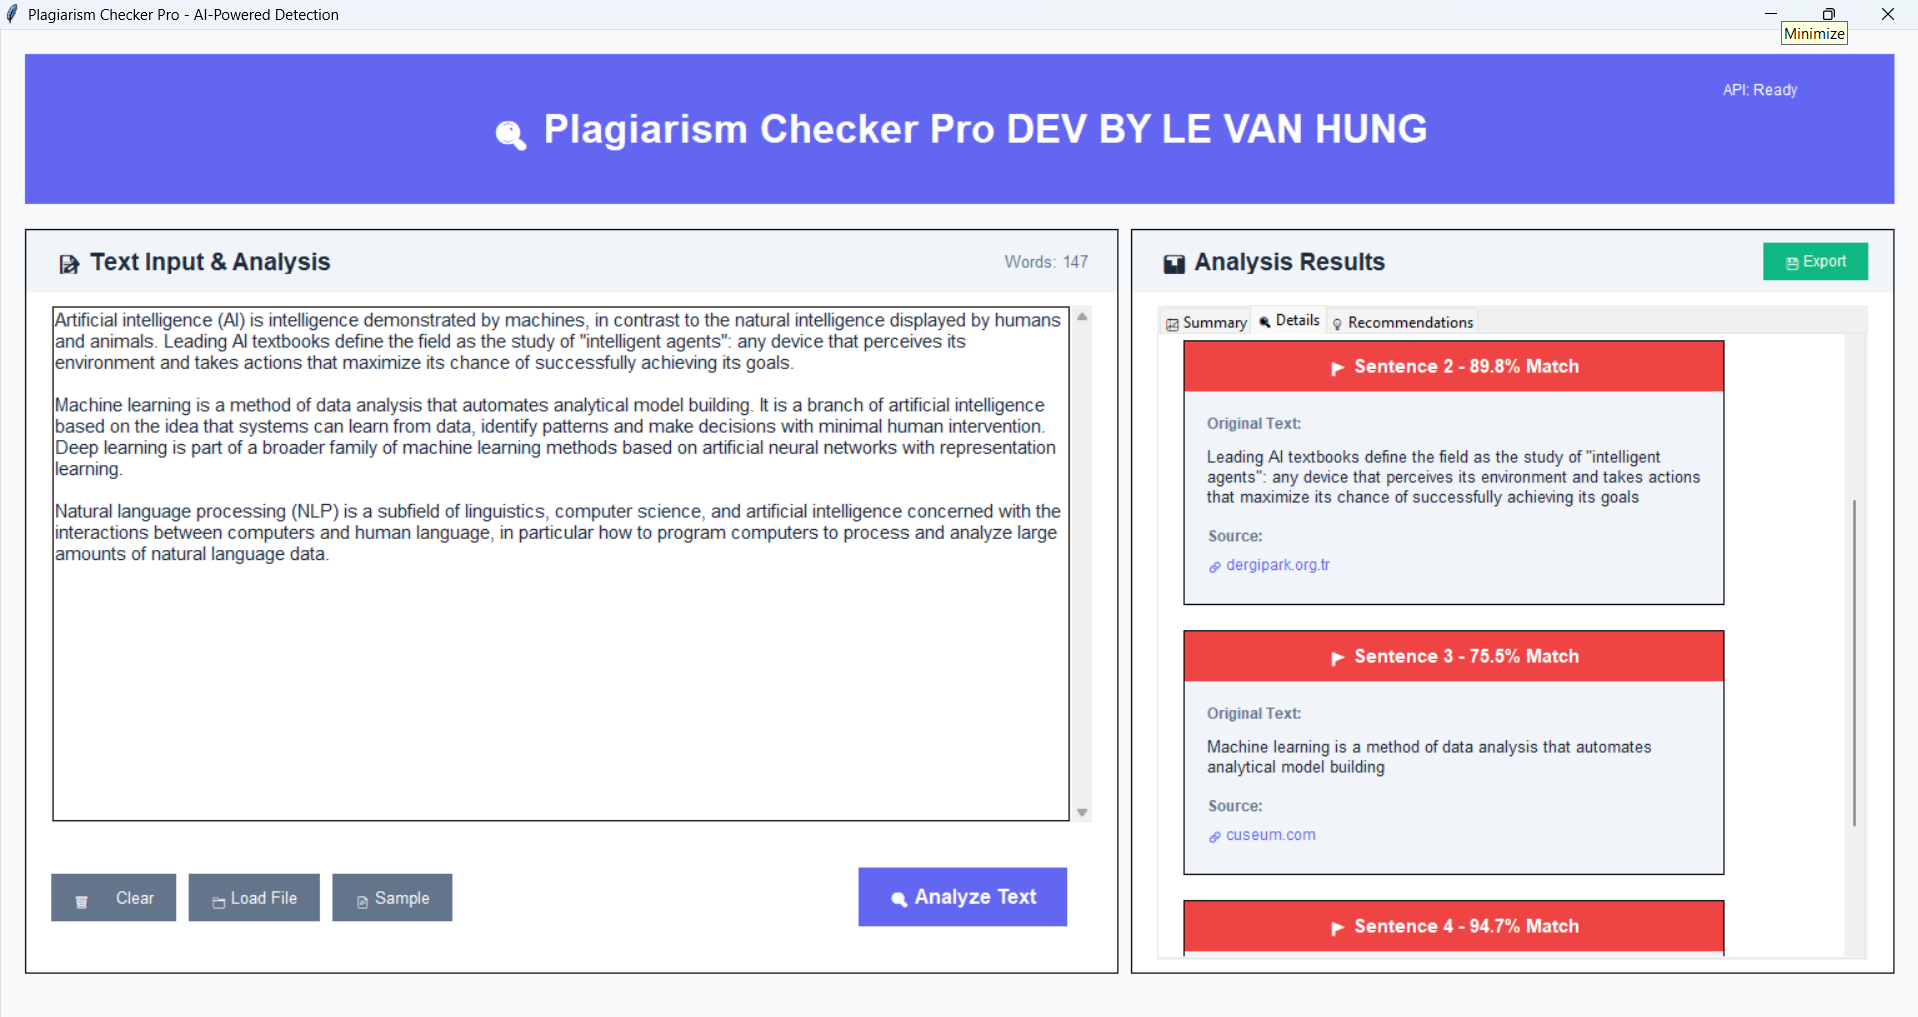 Plagiarism Checker Pro - AI-Powered Detection
Minimize
API: Ready
Plagiarism Checker Pro DEV BY LE VAN HUNG
Text Input & Analysis
Words: 147
Artificial intelligence (AI) is intelligence demonstrated by machines, in contrast to the natural intelligence displayed by humans
and animals. Leading AI textbooks define the field as the study of "intelligent agents": any device that perceives its
environment and takes actions that maximize its chance of successfully achieving its goals.
Machine learning is a method of data analysis that automates analytical model building. It is a branch of artificial intelligence
based on the idea that systems can learn from data, identify patterns and make decisions with minimal human intervention.
Deep learning is part of a broader family of machine learning methods based on artificial neural networks with representation
learning.
Natural language processing (NLP) is a subfield of linguistics, computer science, and artificial intelligence concerned with the
interactions between computers and human language, in particular how to program computers to process and analyze large
amounts of natural language data.
Clear
Load File
Sample
Analyze Text
Analysis Results
Export
Summary
Details
Recommendations
Sentence 2 - 89.8% Match
Original Text:
Leading AI textbooks define the field as the study of "intelligent
agents": any device that perceives its environment and takes actions
that maximize its chance of successfully achieving its goals
Source:
dergipark.org.tr
Sentence 3 - 75.5% Match
Original Text:
Machine learning is a method of data analysis that automates
analytical model building
Source:
cuseum.com
Sentence 4 - 94.7% Match